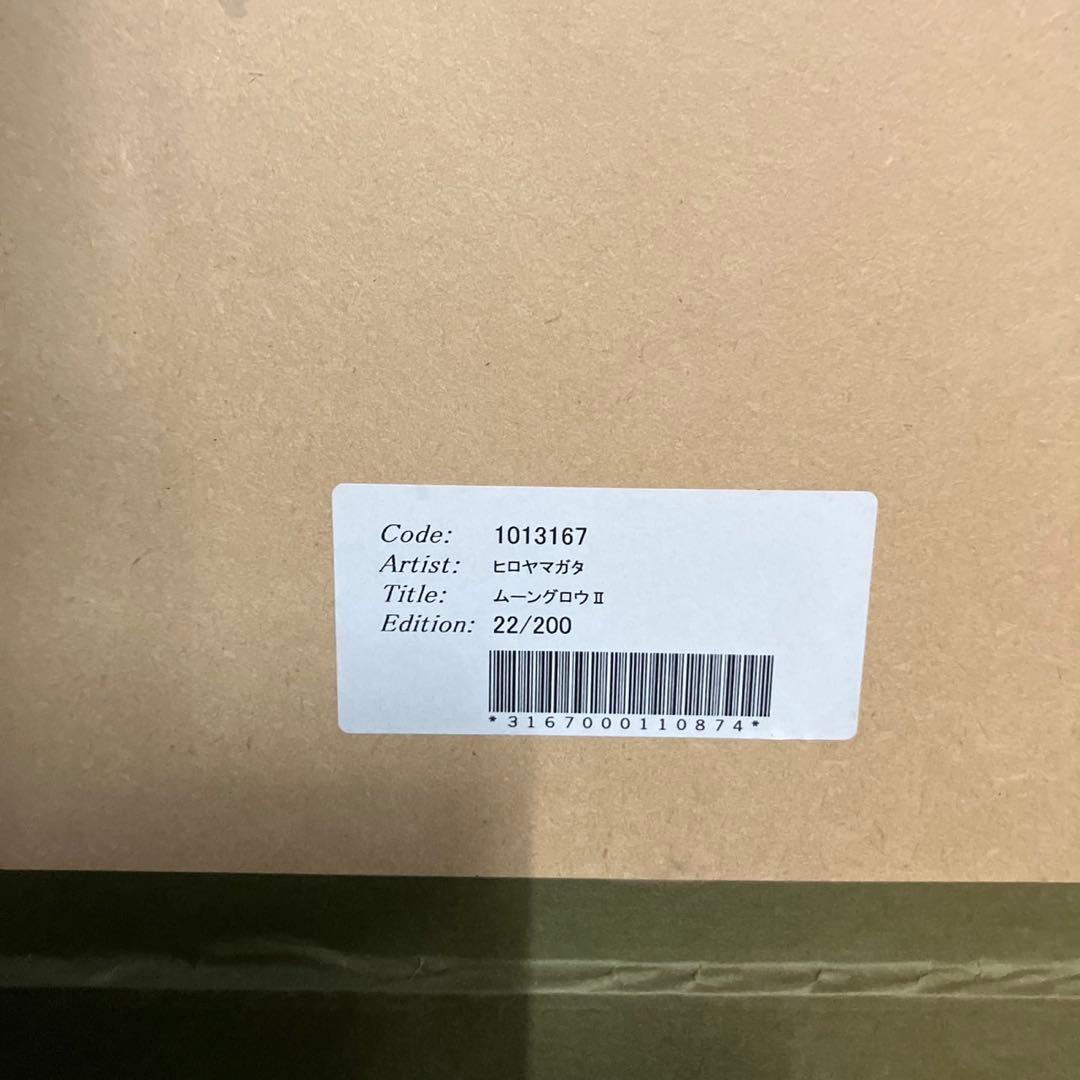 Code: 1013167
Artist: ヒロヤマガタ
Title: ムーングロウⅡ
Edition: 22/200
*3167000110874*